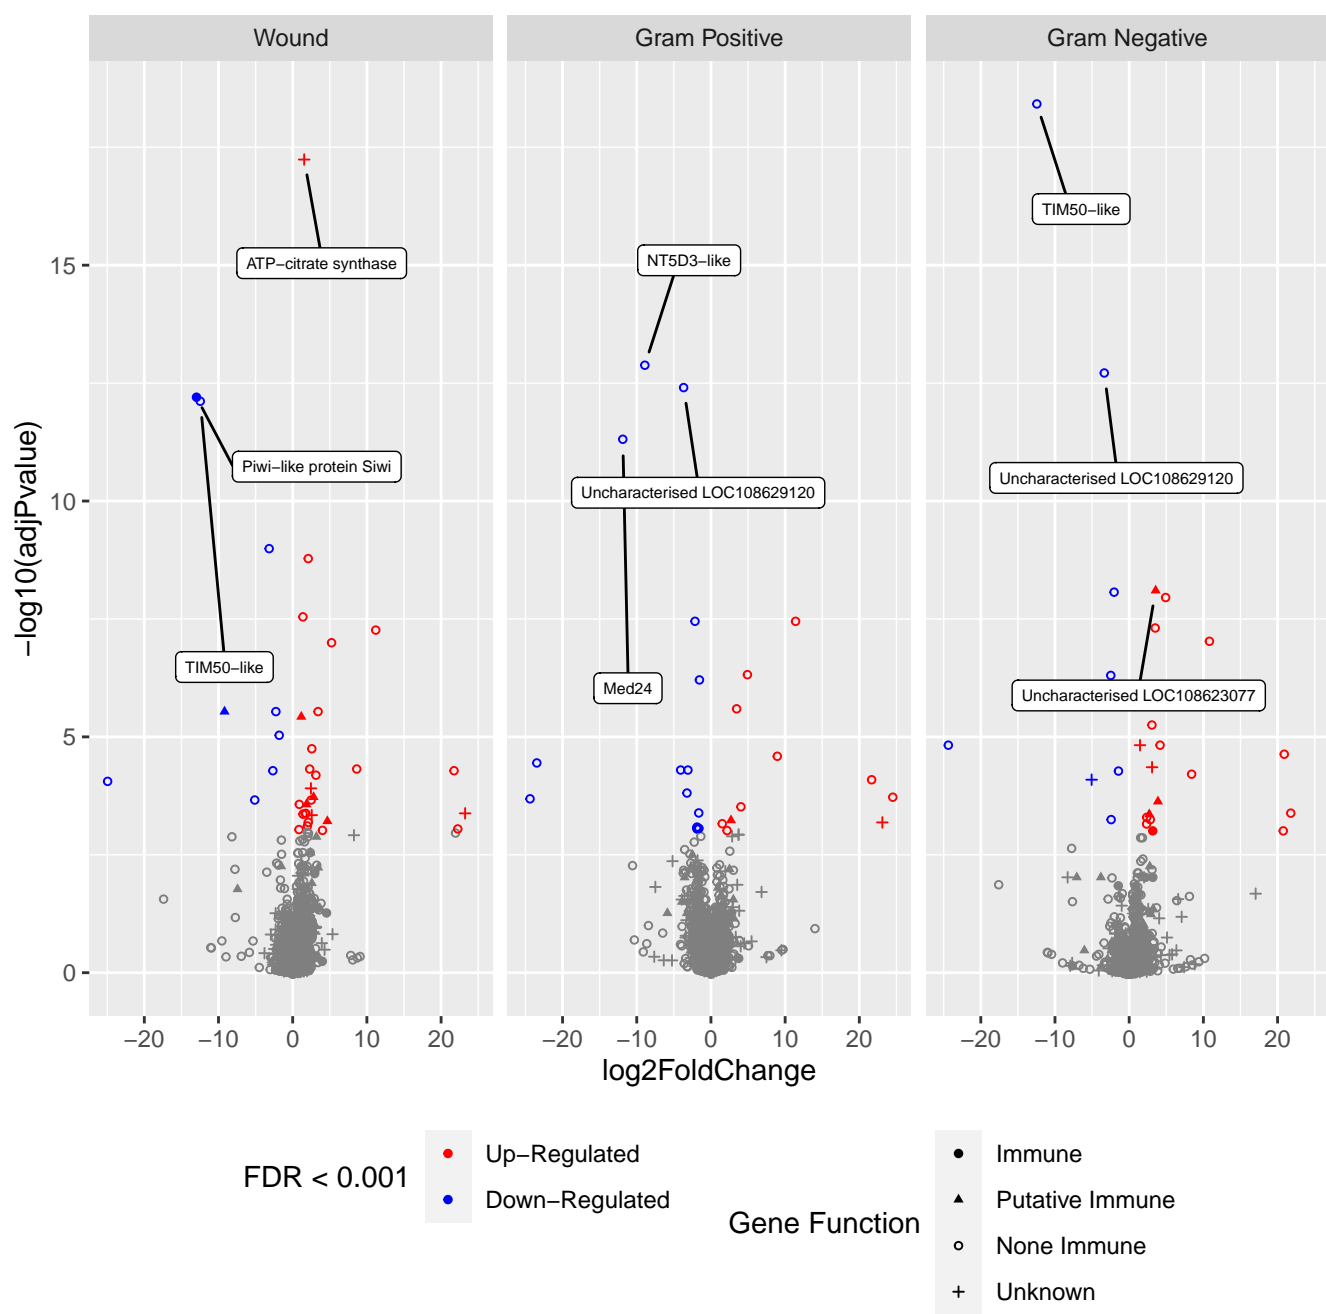 Wound
Gram Positive
Gram Negative
−log10(adjPvalue)
15
10
5
0
ATP−citrate synthase
Piwi−like protein Siwi
TIM50−like
NT5D3−like
Uncharacterised LOC108629120
Med24
TIM50−like
Uncharacterised LOC108629120
Uncharacterised LOC108623077
−20 −10 0 10 20
−20 −10 0 10 20
−20 −10 0 10 20
log2FoldChange
FDR < 0.001
Up−Regulated
Down−Regulated
Gene Function
Immune
Putative Immune
None Immune
Unknown